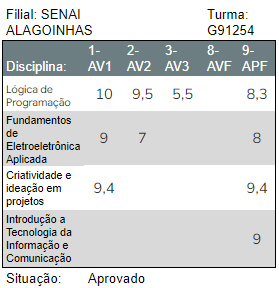 Filial: SENAI ALAGOINHAS Turma: G91254
Disciplina: 1-AV1 2-AV2 3-AV3 8-AVF 9-APF
Lógica de Programação 10 9,5 5,5 8,3
Fundamentos de Eletroeletrônica Aplicada 9 7 8
Criatividade e ideação em projetos 9,4 9,4
Introdução a Tecnologia da Informação e Comunicação 9
Situação: Aprovado